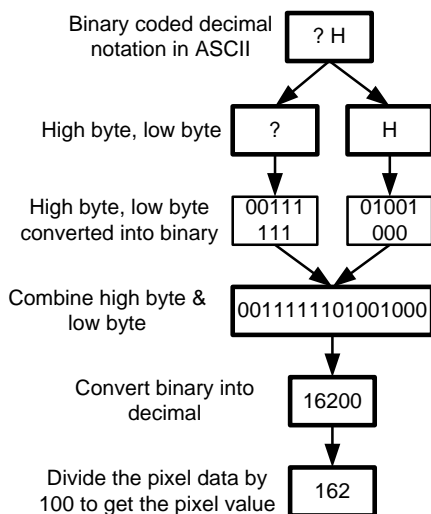 Binary coded decimal
notation in ASCII
? H
High byte, low byte
?
H
High byte, low byte
converted into binary
00111
111
01001
000
Combine high byte &
low byte
0011111101001000
Convert binary into
decimal
16200
Divide the pixel data by
100 to get the pixel value
162